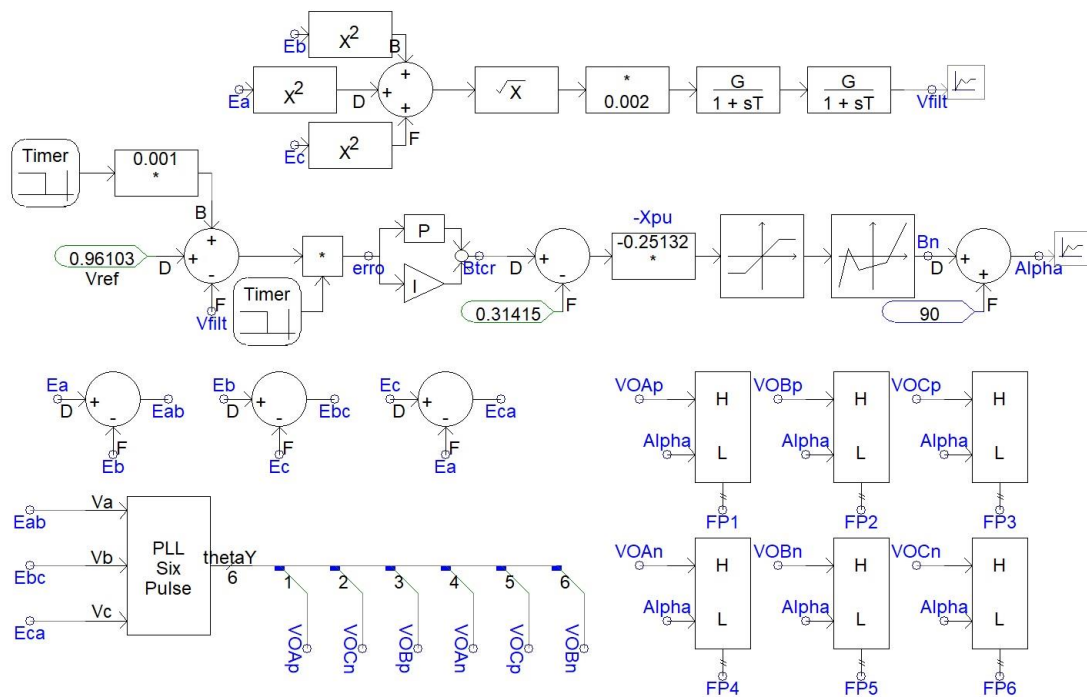 Eb
X²
B
+
Ea
X²
D
+
+
√X
*
0.002
G
1 + sT
G
1 + sT
Vfilt
F
Ec
X²
Timer
0.001
*
B
+
0.96103
D
+
Vref
-
F
Vfilt
Timer
*
erro
P
I
Btcr
D
+
-
F
0.31415
-Xpu
-0.25132
*
Bn
D
+
+
F
90
Alpha
Ea
D
+
-
Eab
F
Eb
Eb
D
+
-
Ebc
F
Ec
Ec
D
+
-
Eca
F
Ea
VOAp
H
Alpha
L
FP1
VOBp
H
Alpha
L
FP2
VOCp
H
Alpha
L
FP3
Eab
Va
Ebc
Vb
Eca
Vc
PLL
Six
Pulse
thetaY
6
1
2
3
4
5
6
VOAp
VOCn
VOBp
VOAn
VOCp
VOBn
VOAn
H
Alpha
L
FP4
VOBn
H
Alpha
L
FP5
VOCn
H
Alpha
L
FP6